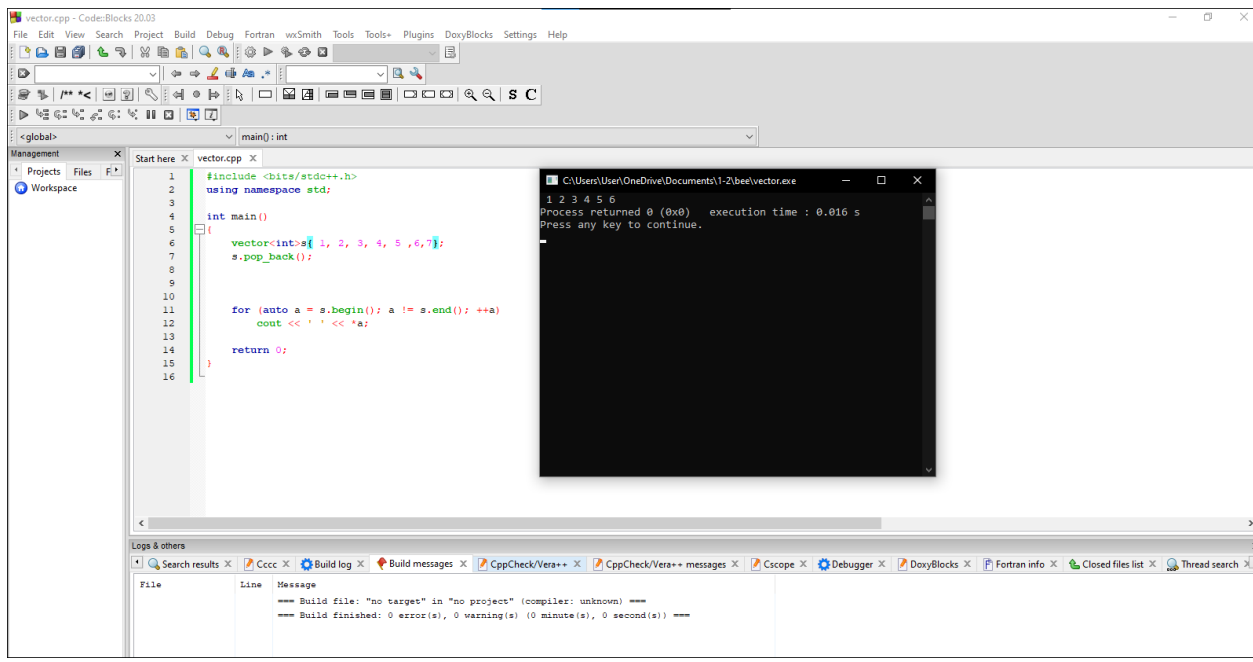 vector.cpp - Code::Blocks 20.03
File Edit View Search Project Build Debug Fortran wxSmith Tools Tools+ Plugins DoxyBlocks Settings Help
/** *<
S C
<global>
main() : int
Management
Projects Files F
Workspace
Start here vector.cpp
1 #include <bits/stdc++.h>
2 using namespace std;
3
4 int main()
5 {
6 vector<int>s{ 1, 2, 3, 4, 5 ,6,7};
7 s.pop_back();
8
9
10
11 for (auto a = s.begin(); a != s.end(); ++a)
12 cout << ' ' << *a;
13
14 return 0;
15 }
16
C:\Users\User\OneDrive\Documents\1-2\bee\vector.exe
1 2 3 4 5 6
Process returned 0 (0x0) execution time : 0.016 s
Press any key to continue.
Logs & others
Search results Cccc Build log Build messages CppCheck/Vera++ CppCheck/Vera++ messages Cscope Debugger DoxyBlocks Fortran info Closed files list Thread search
File Line Message
=== Build file: "no target" in "no project" (compiler: unknown) ===
=== Build finished: 0 error(s), 0 warning(s) (0 minute(s), 0 second(s)) ===